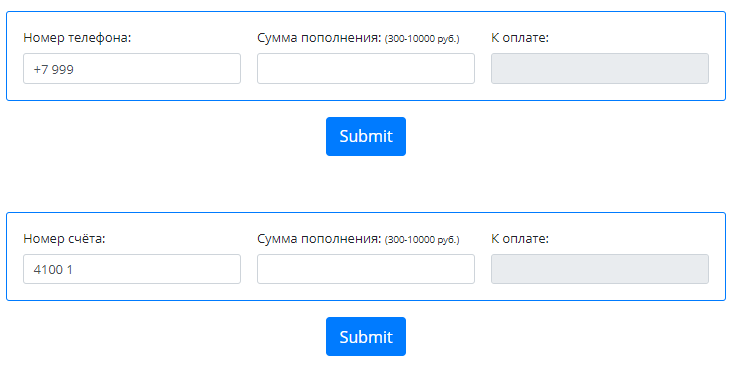 Номер телефона: Сумма пополнения: (300-10000 руб.) К оплате:
+7 999
Submit
Номер счёта: Сумма пополнения: (300-10000 руб.) К оплате:
4100 1
Submit